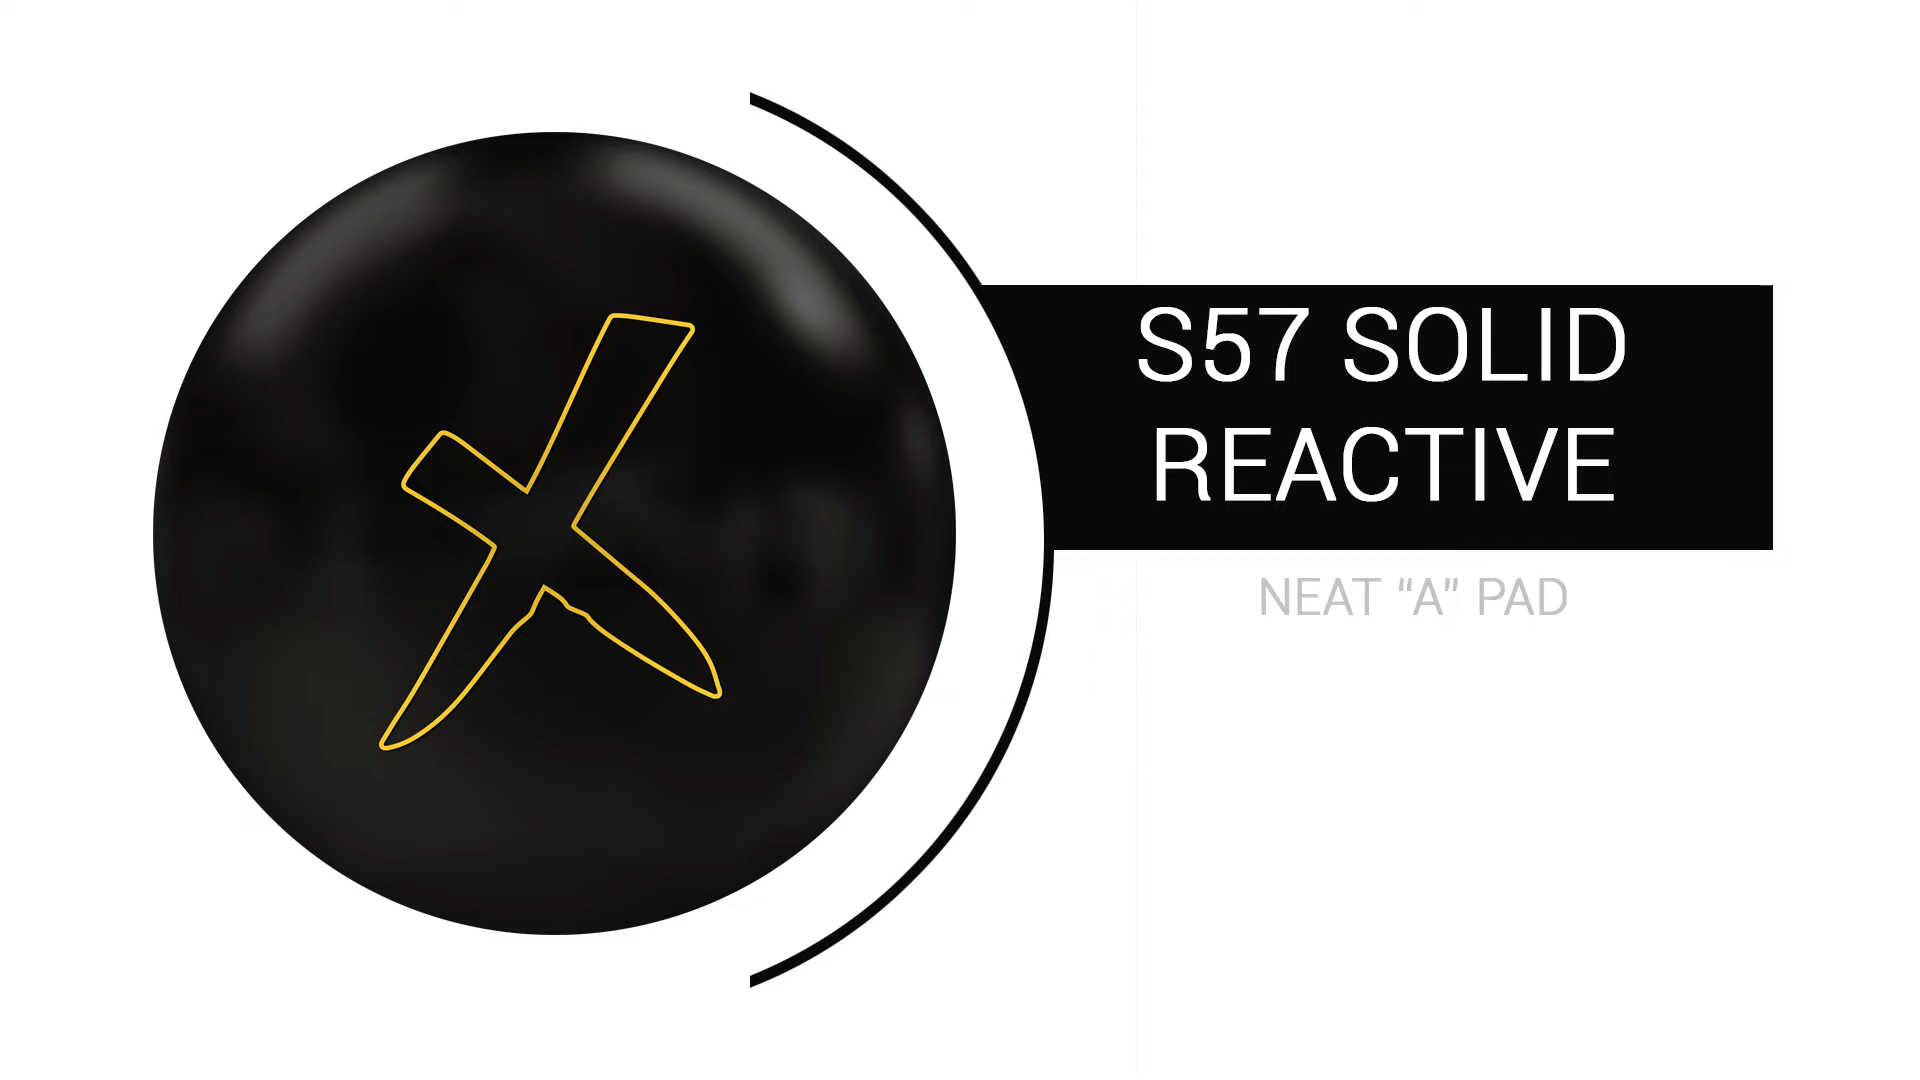 S57 SOLID
REACTIVE
NEAT “A” PAD